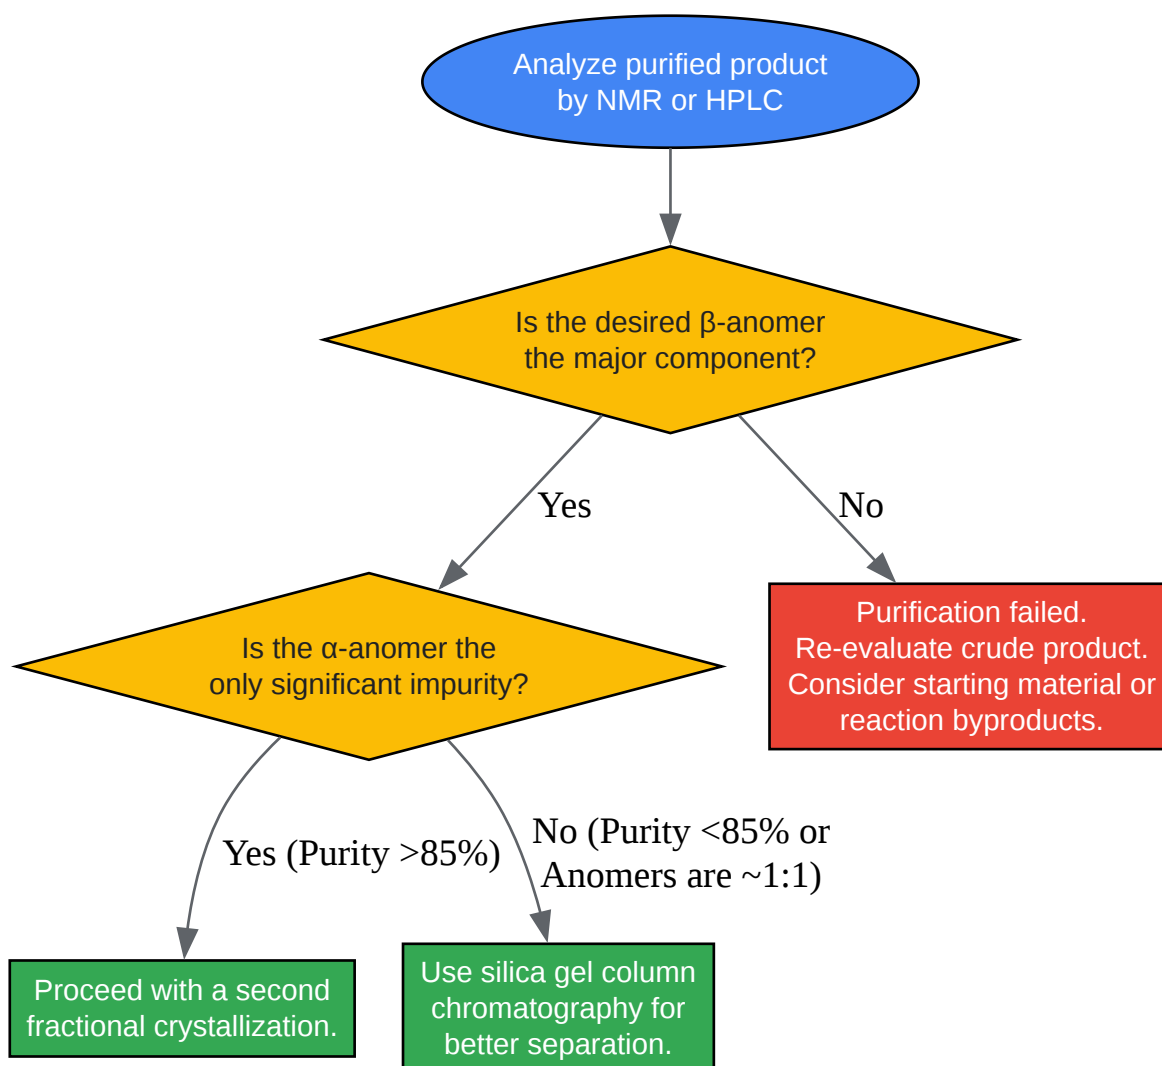 Analyze purified product
by NMR or HPLC
Is the desired β-anomer
the major component?
Yes
No
Is the α-anomer the
only significant impurity?
Purification failed.
Re-evaluate crude product.
Consider starting material or
reaction byproducts.
Yes (Purity >85%)
No (Purity <85% or
Anomers are ~1:1)
Proceed with a second
fractional crystallization.
Use silica gel column
chromatography for
better separation.